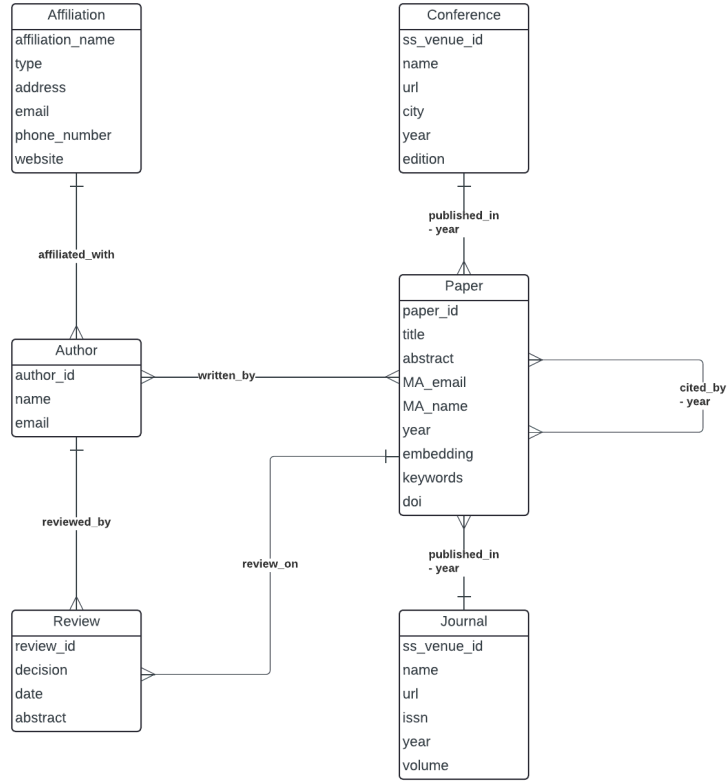 Affiliation
affiliation_name
type
address
email
phone_number
website
Conference
ss_venue_id
name
url
city
year
edition
affiliated_with
published_in
- year
Author
author_id
name
email
written_by
Paper
paper_id
title
abstract
MA_email
MA_name
year
embedding
keywords
doi
cited_by
- year
reviewed_by
review_on
published_in
- year
Review
review_id
decision
date
abstract
Journal
ss_venue_id
name
url
issn
year
volume